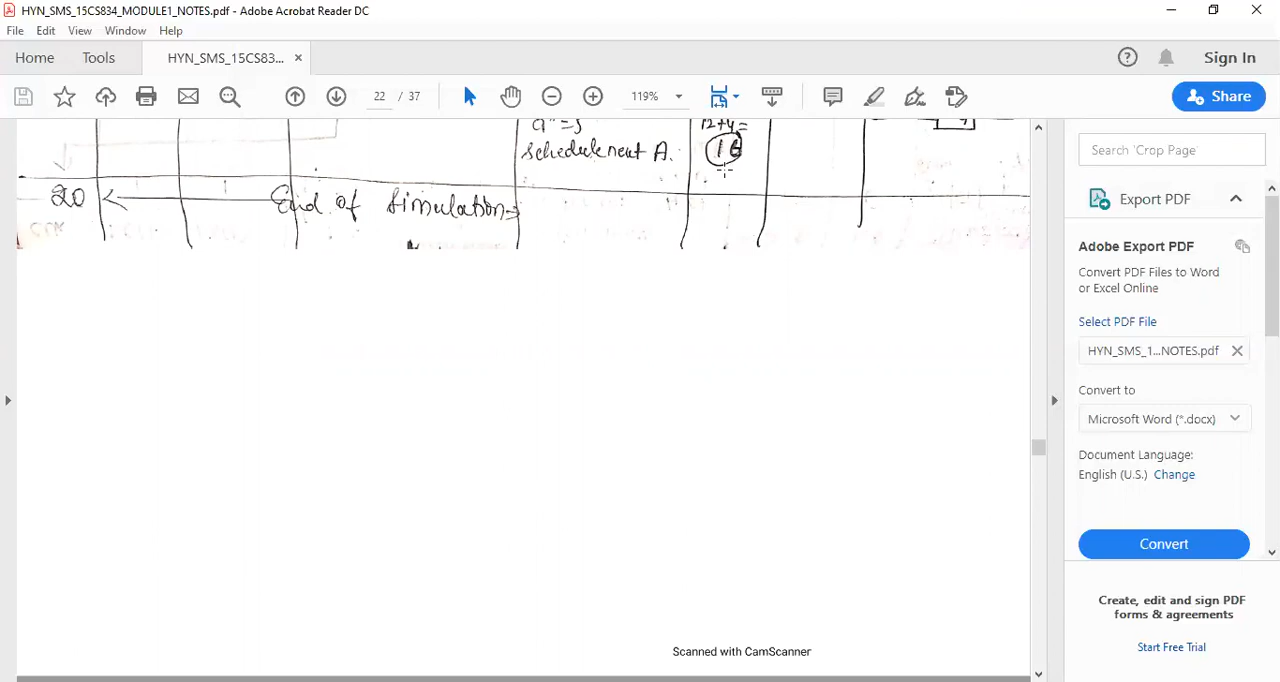 HYN_SMS_15CS834_MODULE1_NOTES.pdf - Adobe Acrobat Reader DC
File Edit View Window Help
Home Tools HYN_SMS_15CS83... ×
22 / 37 119% Share
Sign In
12+4=
schedule next A. 16
20 End of Simulation
Scanned with CamScanner
Search 'Crop Page'
Export PDF
Adobe Export PDF
Convert PDF Files to Word
or Excel Online
Select PDF File
HYN_SMS_1...NOTES.pdf
Convert to
Microsoft Word (*.docx)
Document Language:
English (U.S.) Change
Convert
Create, edit and sign PDF
forms & agreements
Start Free Trial